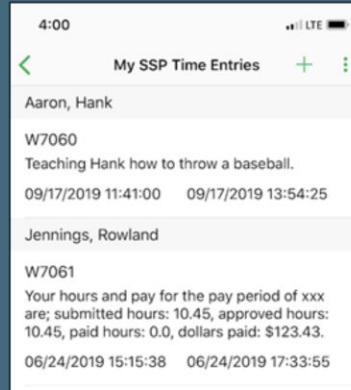 4:00 LTE
My SSP Time Entries
Aaron, Hank
W7060
Teaching Hank how to throw a baseball.
09/17/2019 11:41:00 09/17/2019 13:54:25
Jennings, Rowland
W7061
Your hours and pay for the pay period of xxx
are; submitted hours: 10.45, approved hours:
10.45, paid hours: 0.0, dollars paid: $123.43.
06/24/2019 15:15:38 06/24/2019 17:33:55